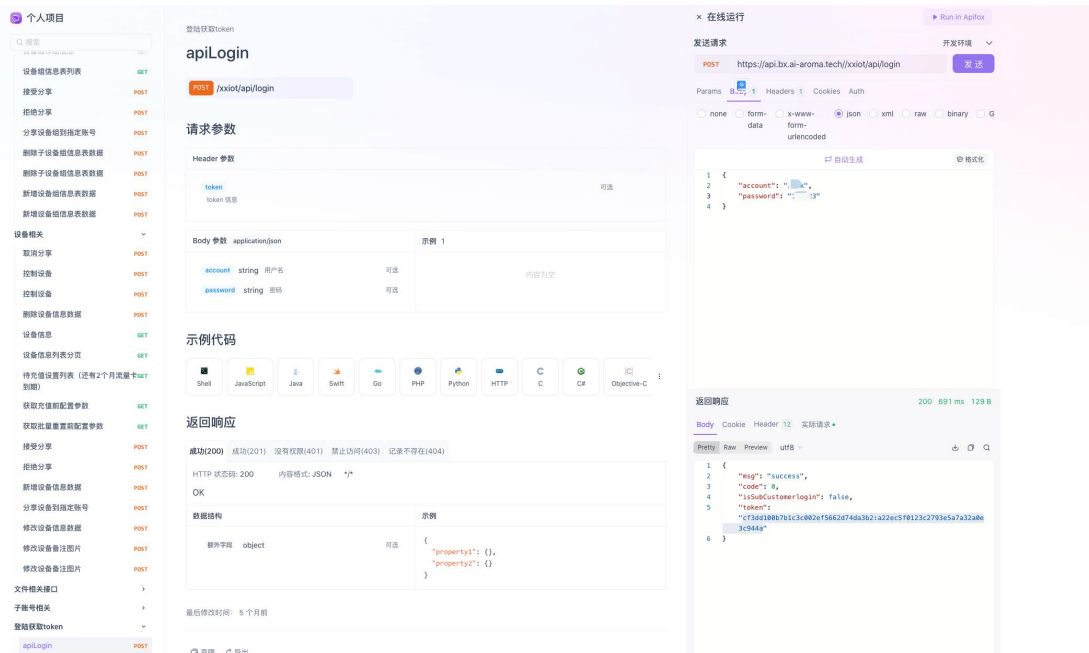 个人项目
搜索
设备组信息表列表 GET
接受分享 POST
拒绝分享 POST
分享设备组到指定账号 POST
删除子设备组信息表数据 POST
删除子设备组信息表数据 POST
新增设备组信息表数据 POST
新增设备组信息表数据 POST
设备相关
取消分享 POST
控制设备 POST
控制设备 POST
删除设备信息数据 POST
设备信息 GET
设备信息列表分页 GET
待充值设置列表（还有2个月流量卡 GET
到期）
获取充值前配置参数 GET
获取批量重置前配置参数 GET
接受分享 POST
拒绝分享 POST
新增设备信息数据 POST
分享设备到指定账号 POST
修改设备信息数据 POST
修改设备备注图片 POST
修改设备备注图片 POST
文件相关接口
子账号相关
登陆获取token
apiLogin POST
登陆获取token
apiLogin
POST /xxiot/api/login
请求参数
Header 参数
token 可选
token 信息
Body 参数 application/json
示例 1
account string 用户名 可选
password string 密码 可选
内容为空
示例代码
Shell JavaScript Java Swift Go PHP Python HTTP C C# Objective-C
返回响应
成功(200) 成功(201) 没有权限(401) 禁止访问(403) 记录不存在(404)
HTTP 状态码: 200 内容格式: JSON */*
OK
数据结构
示例
额外字段 object 可选
{
"property1": {},
"property2": {}
}
最后修改时间： 5 个月前
× 在线运行
Run in Apifox
发送请求
开发环境
POST https://api.bx.ai-aroma.tech//xxiot/api/login 发 送
Params 1 Headers 1 Cookies Auth
none form-data x-www-form-urlencoded json xml raw binary G
自动生成 格式化
1 {
2 "account":
3 "password":
4 }
返回响应 200 691 ms 129 B
Body Cookie Header 12 实际请求
Pretty Raw Preview utf8
1 {
2 "msg": "success",
3 "code": 0,
4 "isSubCustomerlogin": false,
5 "token":
"cf3dd100b7b1c3c002ef5662d74da3b2:a22ec5f0123c2793e5a7a32a0e
3c944a"
6 }